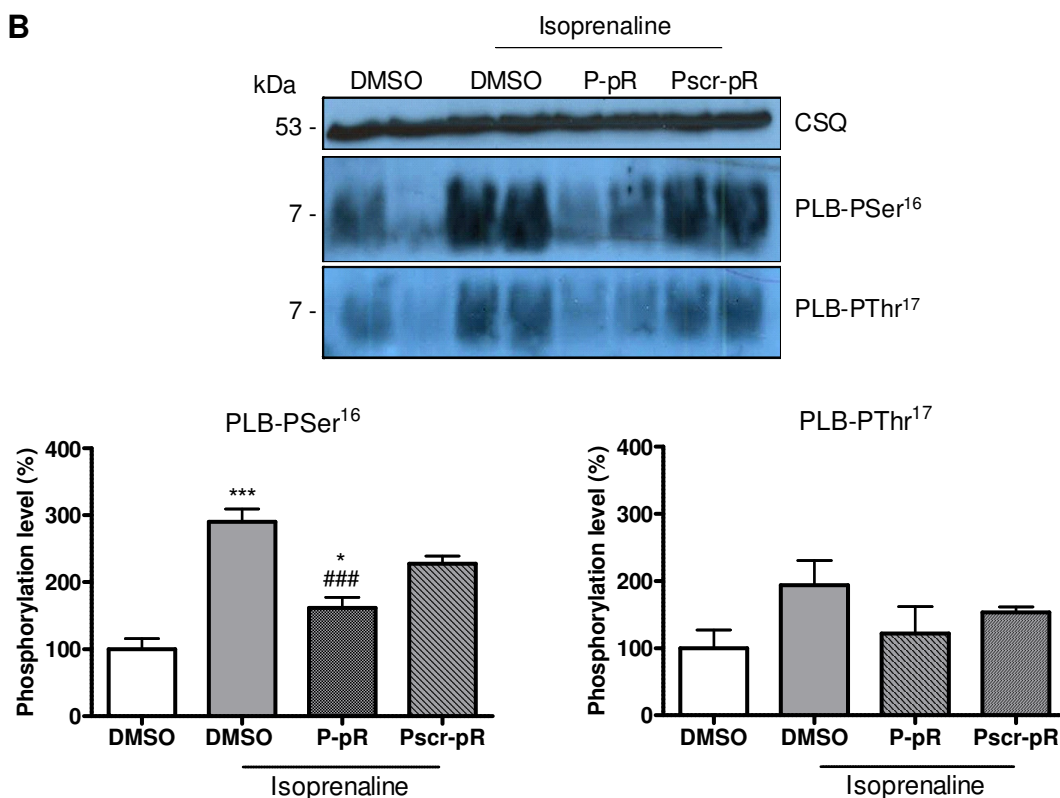 B
Isoprenaline
kDa DMSO DMSO P-pR Pscr-pR
53 - CSQ
7 - PLB-PSer¹⁶
7 - PLB-PThr¹⁷
PLB-PSer¹⁶
Phosphorylation level (%)
400
300
200
100
0
***
*
###
DMSO DMSO P-pR Pscr-pR
Isoprenaline
PLB-PThr¹⁷
Phosphorylation level (%)
400
300
200
100
0
DMSO DMSO P-pR Pscr-pR
Isoprenaline